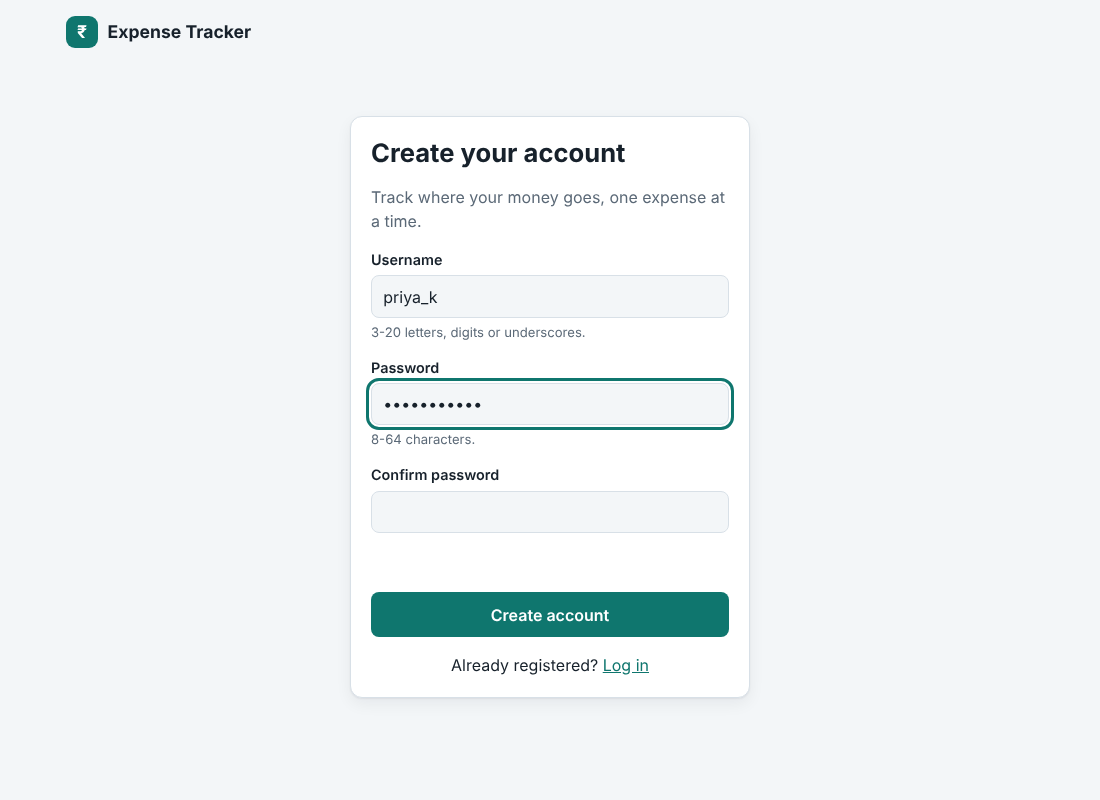 ₹ Expense Tracker
Create your account
Track where your money goes, one expense at
a time.
Username
priya_k
3-20 letters, digits or underscores.
Password
•••••••••••
8-64 characters.
Confirm password
Create account
Already registered? Log in